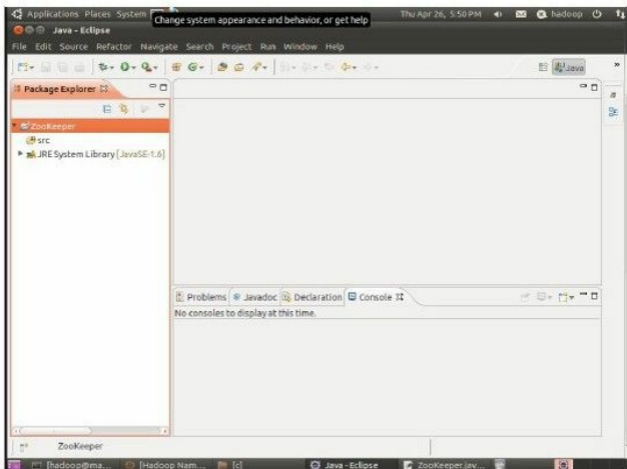 Applications Places System
Change system appearance and behavior, or get help
Thu Apr 26, 5:50 PM
hadoop
Java - Eclipse
File Edit Source Refactor Navigate Search Project Run Window Help
Java
Package Explorer
ZooKeeper
src
JRE System Library [JavaSE-1.6]
Problems Javadoc Declaration Console
No consoles to display at this time.
ZooKeeper
[hadoop@ma... [Hadoop Nam... [c] Java - Eclipse ZooKeeper.jav...